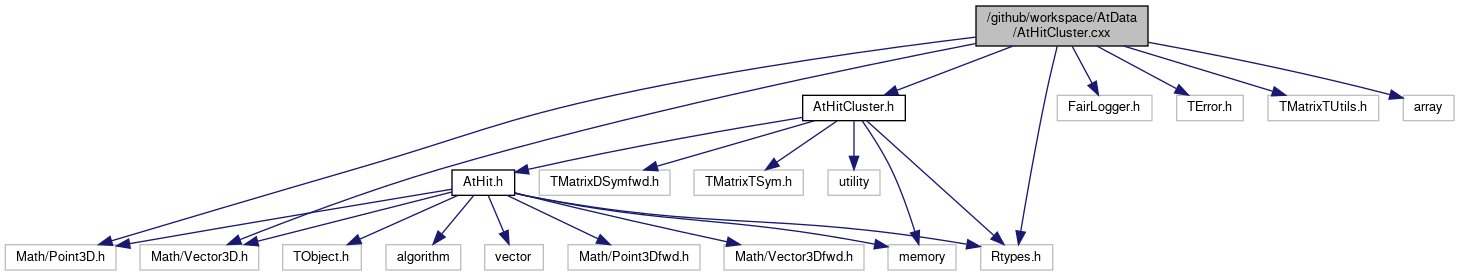 /github/workspace/AtData
/AtHitCluster.cxx
AtHitCluster.h
FairLogger.h
TError.h
TMatrixTUtils.h
array
AtHit.h
TMatrixDSymfwd.h
TMatrixTSym.h
utility
Math/Point3D.h
Math/Vector3D.h
TObject.h
algorithm
vector
Math/Point3Dfwd.h
Math/Vector3Dfwd.h
memory
Rtypes.h